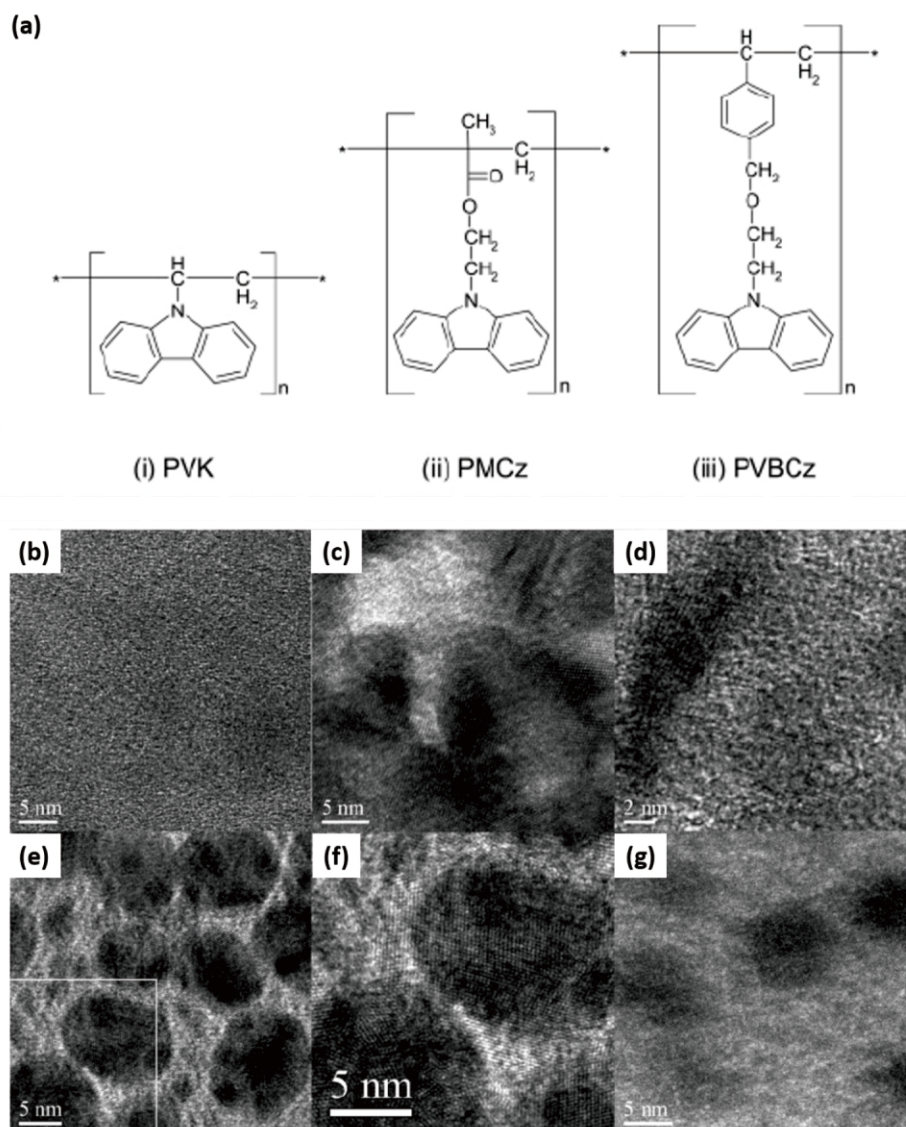 (a)
H
C
C
H₂
N
n
*
*
(i) PVK
CH₃
C
H₂
O
O
CH₂
CH₂
N
n
*
*
(ii) PMCz
H
C
C
H₂
CH₂
O
CH₂
CH₂
N
n
*
*
(iii) PVBCz
(b)
5 nm
(c)
5 nm
(d)
2 nm
(e)
5 nm
(f)
5 nm
(g)
5 nm